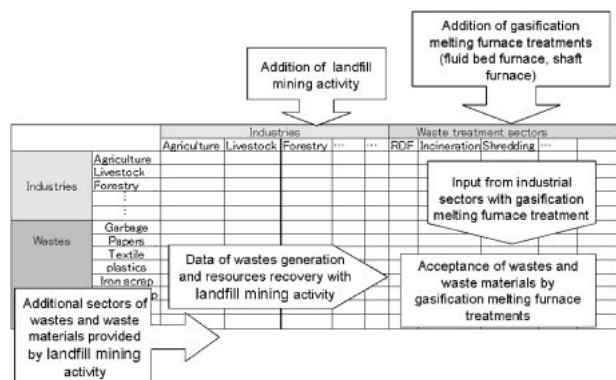 Addition of landfill
mining activity
Addition of gasification
melting furnace treatments
(fluid bed furnace, shaft
furnace)
Industries Waste treatment sectors
Agriculture Livestock Forestry ... ... RDF Incineration Shredding ...
Industries
Agriculture
Livestock
Forestry
:
:
Input from industrial
sectors with gasification
melting furnace treatment
Wastes
Garbage
Papers
Textile
plastics
Iron scrap
Data of wastes generation
and resources recovery with
landfill mining activity
Acceptance of wastes and
waste materials by
gasification melting furnace
treatments
Additional sectors of
wastes and waste
materials provided
by landfill mining
activity